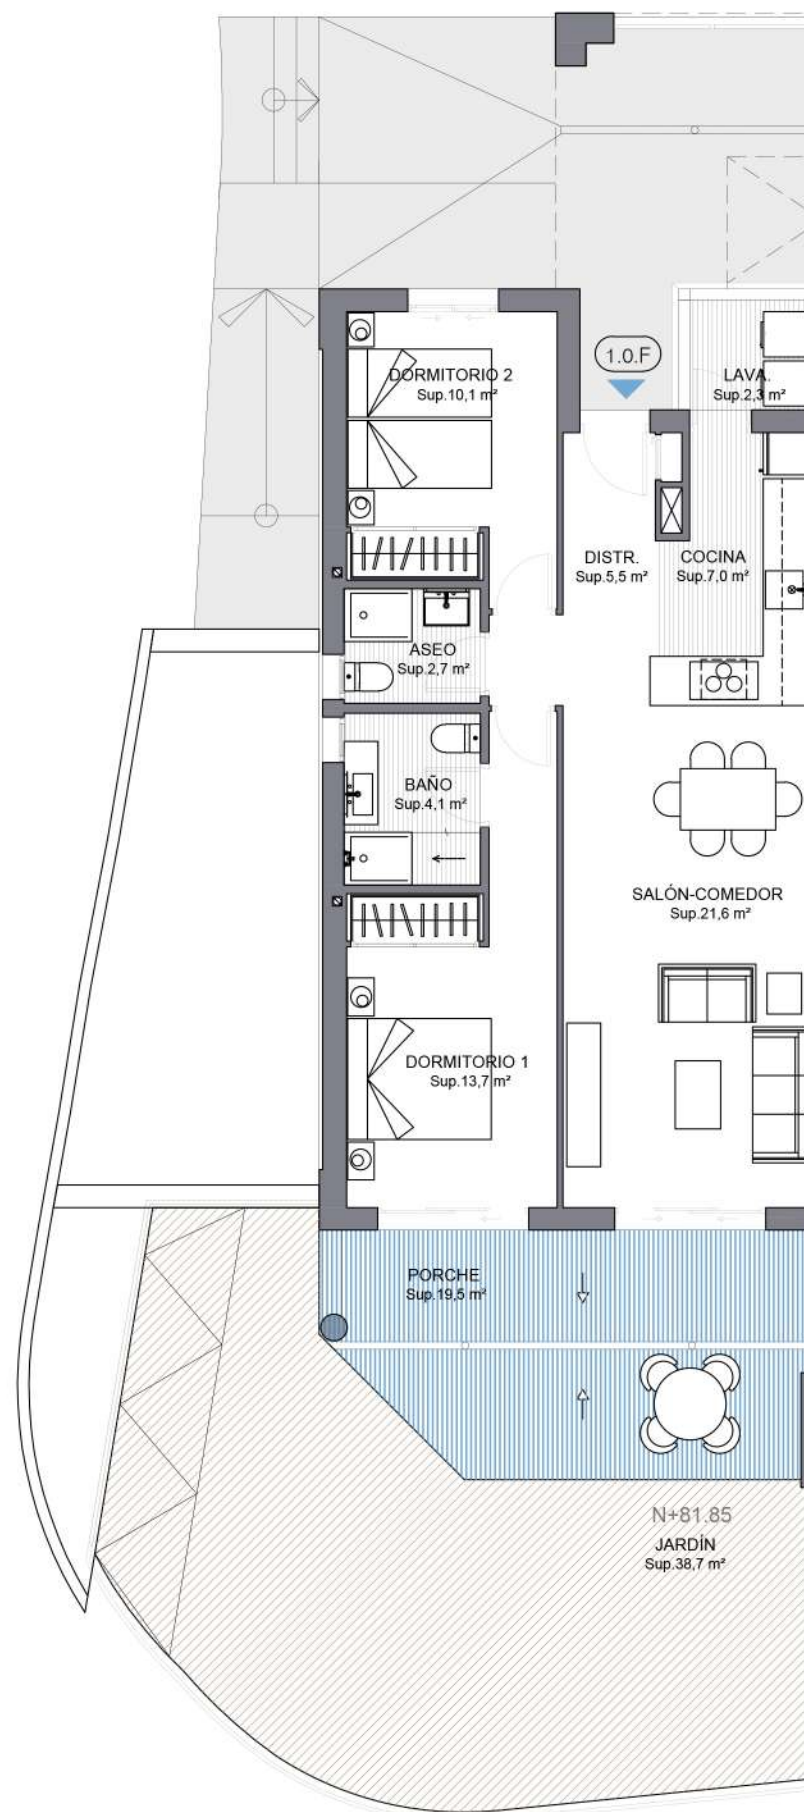 1.0.F
DORMITORIO 2
Sup.10,1 m²
LAVA.
Sup.2,3 m²
DISTR.
Sup.5,5 m²
COCINA
Sup.7,0 m²
ASEO
Sup.2,7 m²
BAÑO
Sup.4,1 m²
SALÓN-COMEDOR
Sup.21,6 m²
DORMITORIO 1
Sup.13,7 m²
PORCHE
Sup.19,5 m²
N+81.85
JARDÍN
Sup.38,7 m²